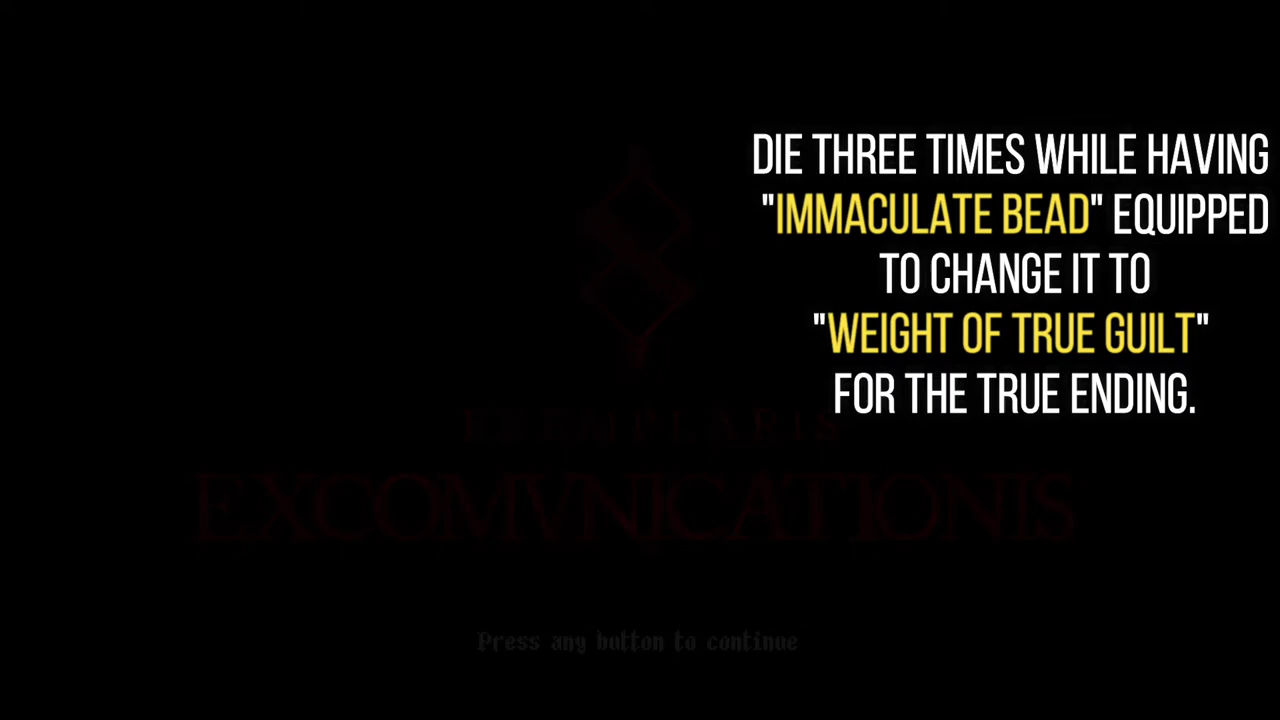 DIE THREE TIMES WHILE HAVING
"IMMACULATE BEAD" EQUIPPED
TO CHANGE IT TO
"WEIGHT OF TRUE GUILT"
FOR THE TRUE ENDING.
EXEMPLARIS
EXCOMVNICATIONIS
Press any button to continue